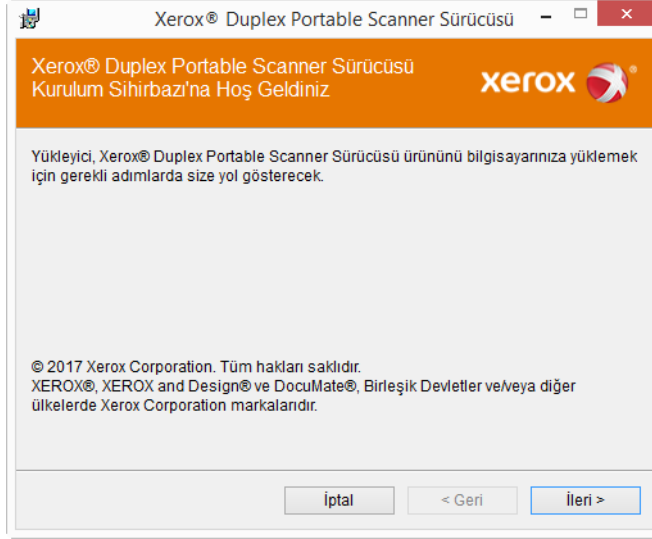 Xerox® Duplex Portable Scanner Sürücüsü
Xerox® Duplex Portable Scanner Sürücüsü
Kurulum Sihirbazı'na Hoş Geldiniz
xerox
Yükleyici, Xerox® Duplex Portable Scanner Sürücüsü ürününü bilgisayarınıza yüklemek
için gerekli adımlarda size yol gösterecek.
© 2017 Xerox Corporation. Tüm hakları saklıdır.
XEROX®, XEROX and Design® ve DocuMate®, Birleşik Devletler ve/veya diğer
ülkelerde Xerox Corporation markalarıdır.
İptal
< Geri
İleri >